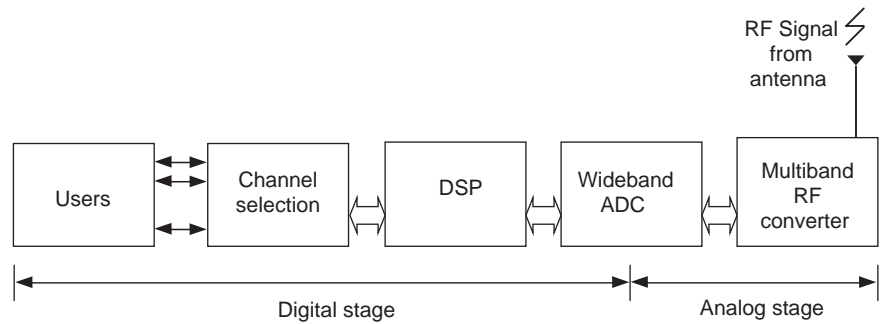 RF Signal
from
antenna
Users
Channel
selection
DSP
Wideband
ADC
Multiband
RF
converter
Digital stage
Analog stage